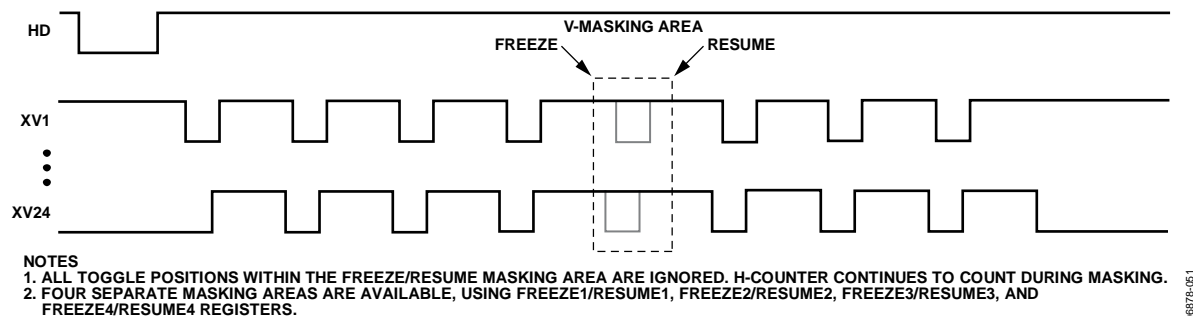 HD
V-MASKING AREA
FREEZE
RESUME
XV1
XV24
NOTES
1. ALL TOGGLE POSITIONS WITHIN THE FREEZE/RESUME MASKING AREA ARE IGNORED. H-COUNTER CONTINUES TO COUNT DURING MASKING.
2. FOUR SEPARATE MASKING AREAS ARE AVAILABLE, USING FREEZE1/RESUME1, FREEZE2/RESUME2, FREEZE3/RESUME3, AND
FREEZE4/RESUME4 REGISTERS.
06878-051